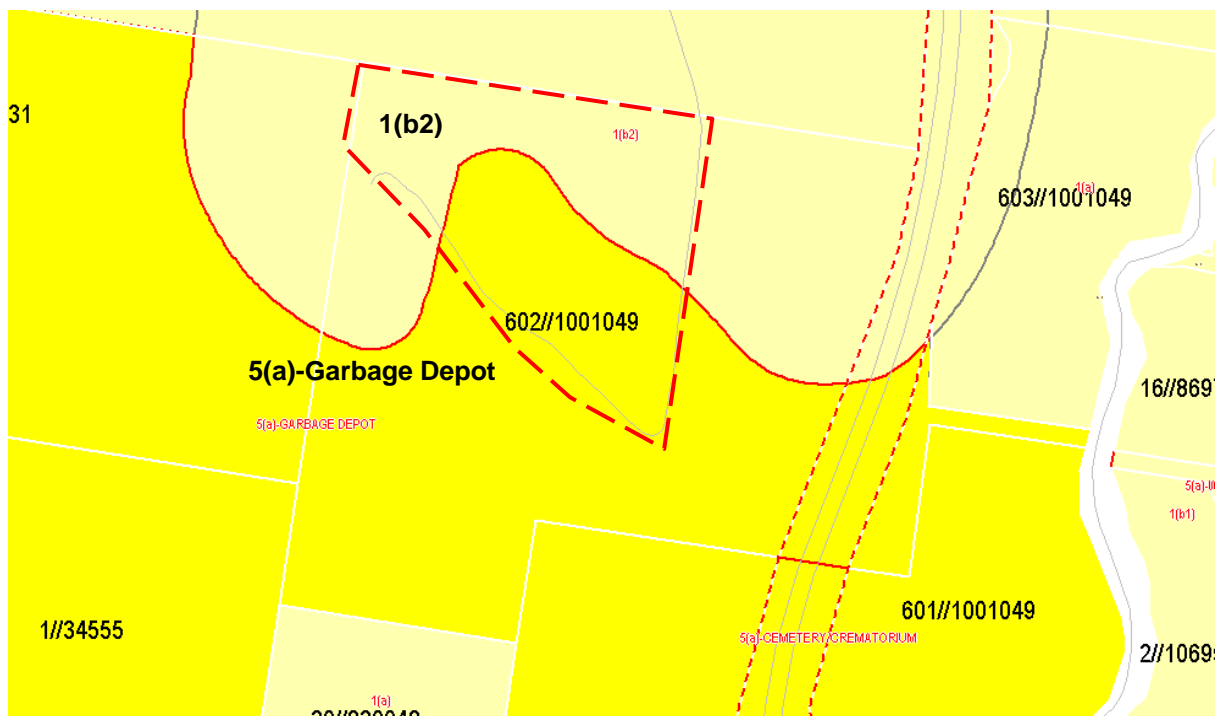 31
1(b2)
1(b2)
1(a)
603//1001049
602//1001049
5(a)-Garbage Depot
16//8697
5(a)-GARBAGE DEPOT
1(b1)
601//1001049
1//34555
5(a)-CEMETERY/CREMATORIUM
2//1069
1(a)